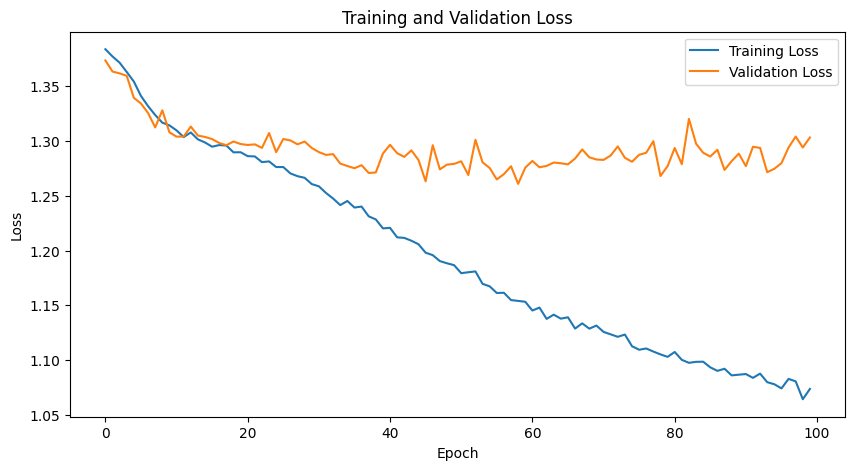 Training and Validation Loss
Training Loss
Validation Loss
1.35
1.30
1.25
1.20
1.15
1.10
1.05
Loss
0
20
40
60
80
100
Epoch